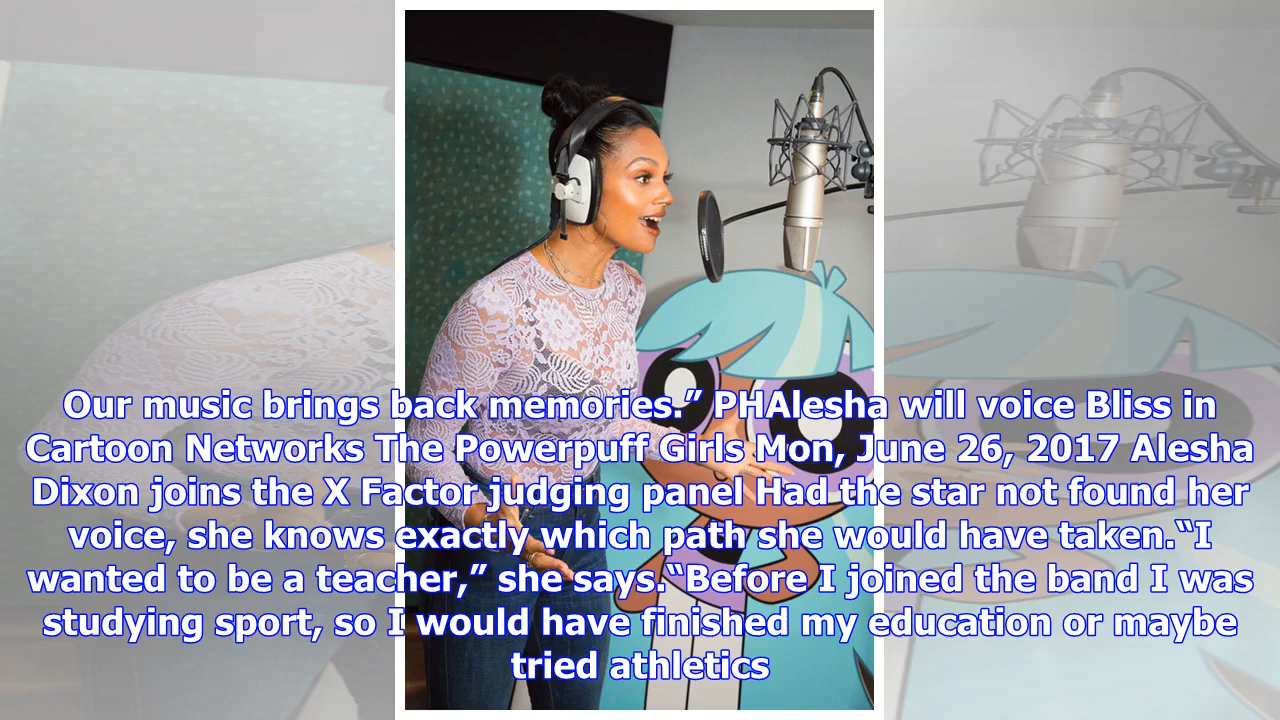 Our music brings back memories.” PHAlesha will voice Bliss in
Cartoon Networks The Powerpuff Girls Mon, June 26, 2017 Alesha
Dixon joins the X Factor judging panel Had the star not found her
voice, she knows exactly which path she would have taken.“I
wanted to be a teacher,” she says.“Before I joined the band I was
studying sport, so I would have finished my education or maybe
tried athletics